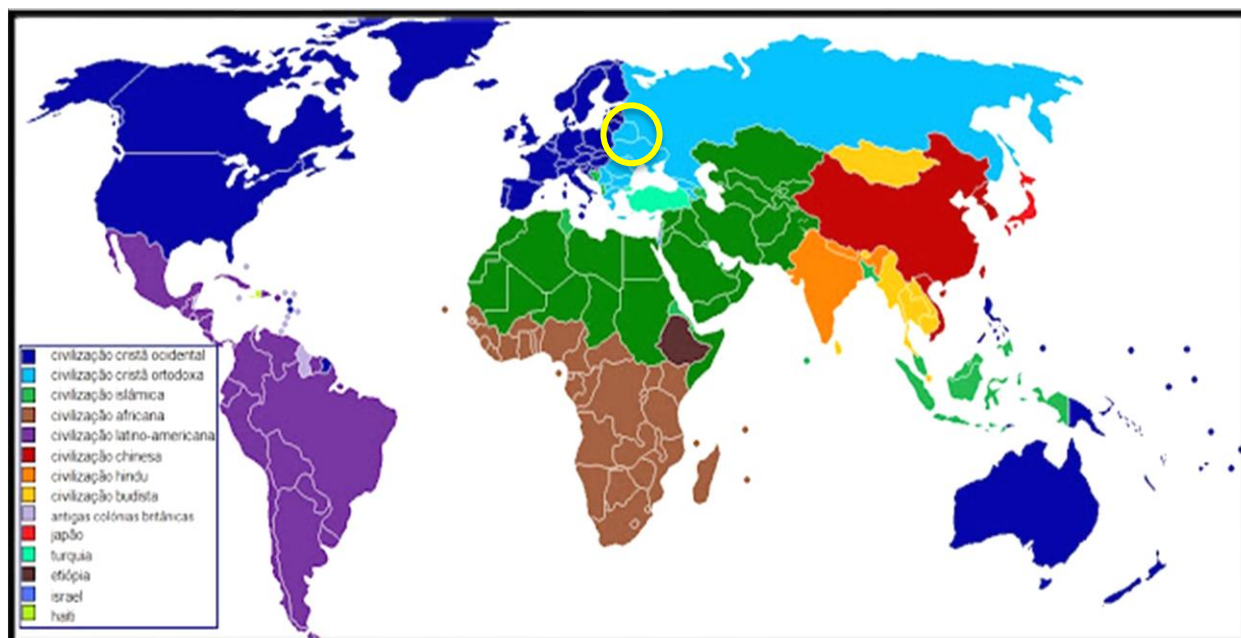 civilização cristã ocidental
civilização cristã ortodoxa
civilização islâmica
civilização africana
civilização latino-americana
civilização chinesa
civilização hindu
civilização budista
antigas colónias britânicas
japão
turquia
etiópia
israel
haiti